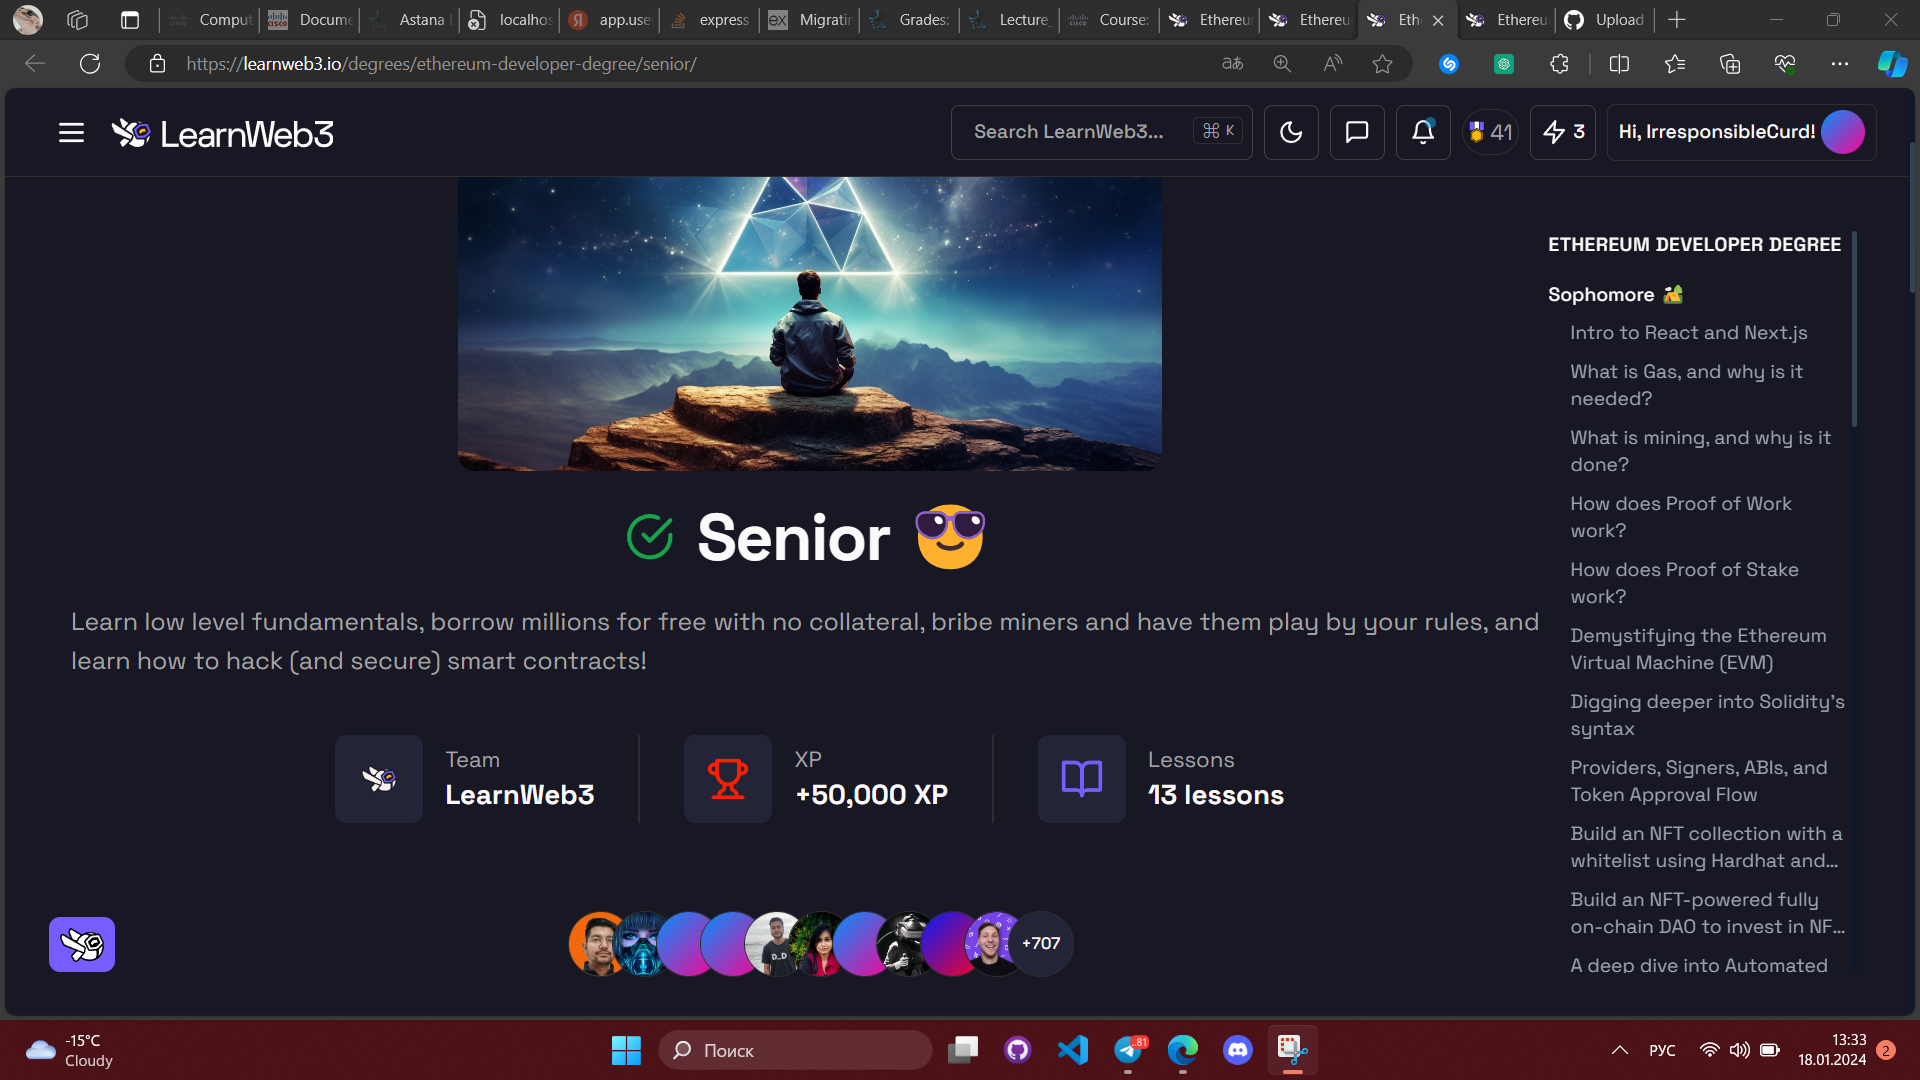 Comput
Docume
Astana
localhos
app.use
express
Migratin
Grades:
Lecture_
Course:
Ethereu
Ethereu
Eth
Ethereu
Upload
https://learnweb3.io/degrees/ethereum-developer-degree/senior/
LearnWeb3
Search LearnWeb3...
⌘ K
41
3
Hi, IrresponsibleCurd!
Senior
Learn low level fundamentals, borrow millions for free with no collateral, bribe miners and have them play by your rules, and
learn how to hack (and secure) smart contracts!
Team
LearnWeb3
XP
+50,000 XP
Lessons
13 lessons
D_D
+707
ETHEREUM DEVELOPER DEGREE
Sophomore
Intro to React and Next.js
What is Gas, and why is it
needed?
What is mining, and why is it
done?
How does Proof of Work
work?
How does Proof of Stake
work?
Demystifying the Ethereum
Virtual Machine (EVM)
Digging deeper into Solidity's
syntax
Providers, Signers, ABIs, and
Token Approval Flow
Build an NFT collection with a
whitelist using Hardhat and...
Build an NFT-powered fully
on-chain DAO to invest in NF...
A deep dive into Automated
-15°C
Cloudy
Поиск
81
РУС
13:33
18.01.2024
2